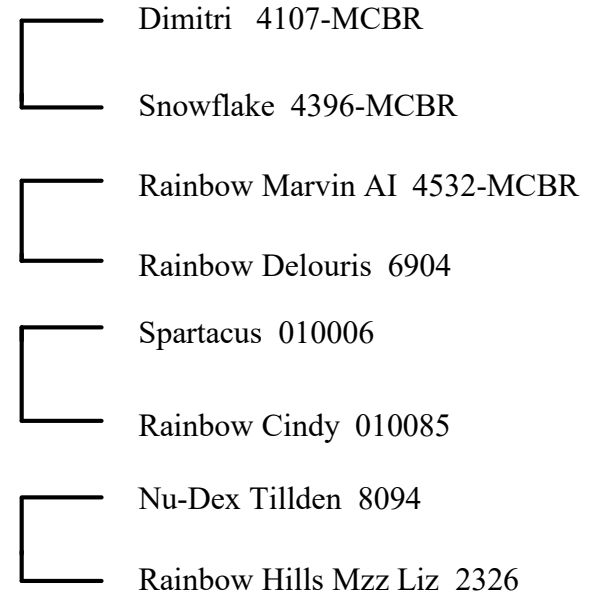 Dimitri 4107-MCBR
Snowflake 4396-MCBR
Rainbow Marvin AI 4532-MCBR
Rainbow Delouris 6904
Spartacus 010006
Rainbow Cindy 010085
Nu-Dex Tillden 8094
Rainbow Hills Mzz Liz 2326